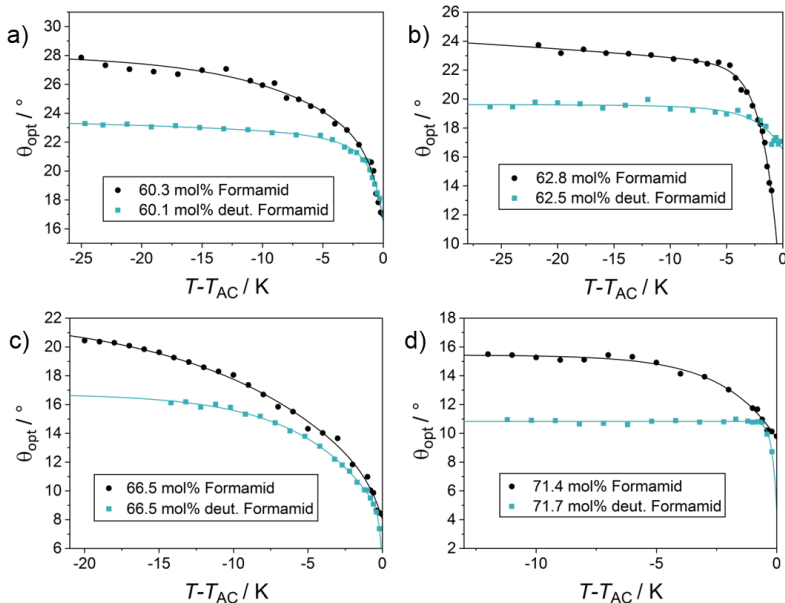 a)
θopt / °
30
28
26
24
22
20
18
16
60.3 mol% Formamid
60.1 mol% deut. Formamid
-25 -20 -15 -10 -5 0
T-TAC / K
b)
θopt / °
26
24
22
20
18
16
14
12
10
62.8 mol% Formamid
62.5 mol% deut. Formamid
-25 -20 -15 -10 -5 0
T-TAC / K
c)
θopt / °
22
20
18
16
14
12
10
8
6
66.5 mol% Formamid
66.5 mol% deut. Formamid
-20 -15 -10 -5 0
T-TAC / K
d)
θopt / °
18
16
14
12
10
8
6
4
2
71.4 mol% Formamid
71.7 mol% deut. Formamid
-10 -5 0
T-TAC / K